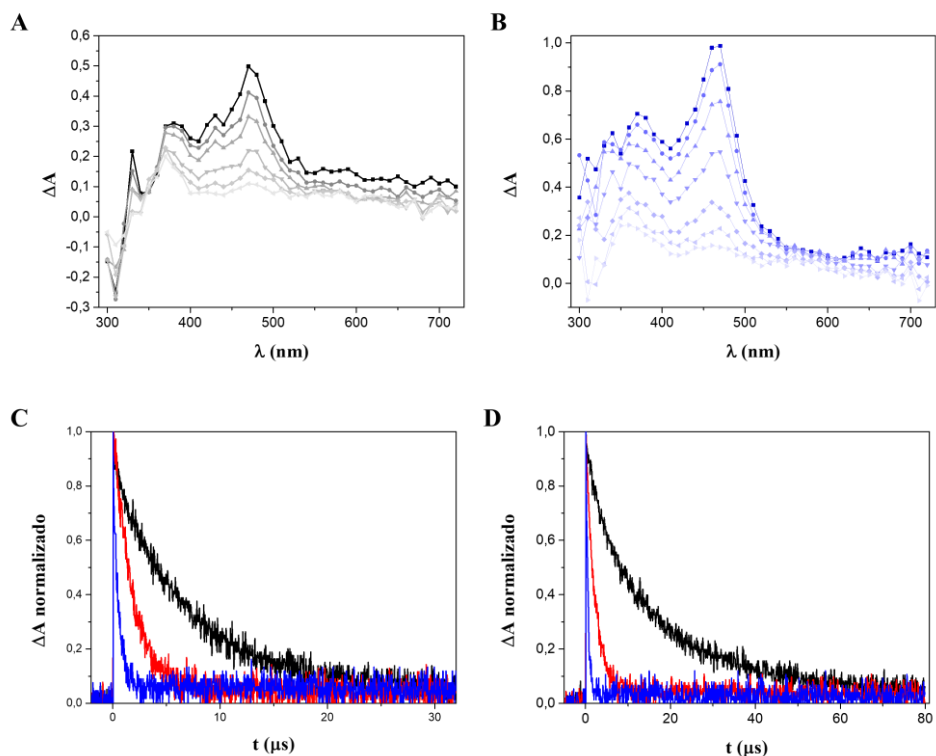 A
ΔA
0,6
0,5
0,4
0,3
0,2
0,1
0,0
-0,1
-0,2
-0,3
300 400 500 600 700
λ (nm)
B
ΔA
1,0
0,8
0,6
0,4
0,2
0,0
300 400 500 600 700
λ (nm)
C
ΔA normalizado
1,0
0,8
0,6
0,4
0,2
0,0
0 10 20 30
t (μs)
D
ΔA normalizado
1,0
0,8
0,6
0,4
0,2
0,0
0 20 40 60 80
t (μs)